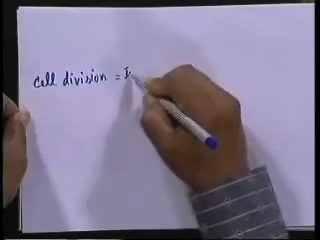 cell division = I